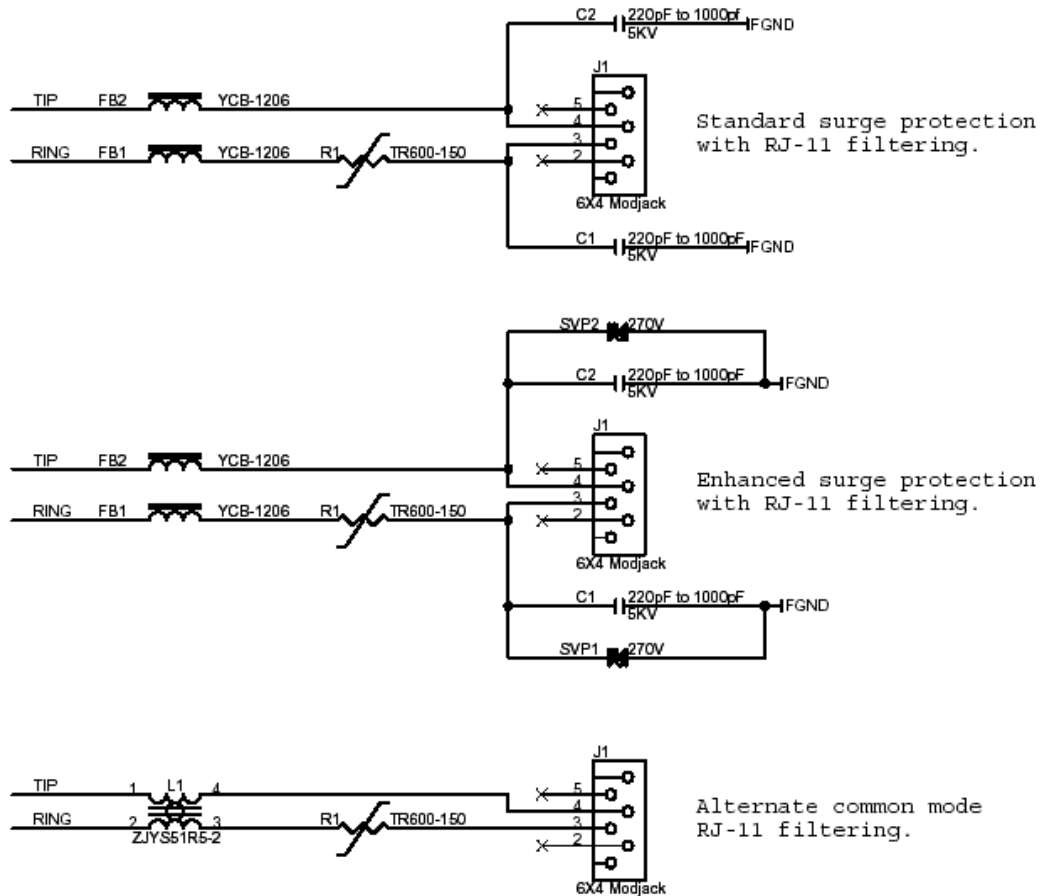 C2 220pF to 1000pf FGND
5KV
J1
TIP FB2 YCB-1206
5
4
Standard surge protection
with RJ-11 filtering.
RING FB1 YCB-1206 R1 TR600-150
3
2
6X4 Modjack
C1 220pF to 1000pF FGND
5KV
SVP2 270V
C2 220pF to 1000pF FGND
5KV
J1
TIP FB2 YCB-1206
5
4
Enhanced surge protection
with RJ-11 filtering.
RING FB1 YCB-1206 R1 TR600-150
3
2
6X4 Modjack
C1 220pF to 1000pF FGND
5KV
SVP1 270V
J1
TIP 1 L1 4
5
4
Alternate common mode
RJ-11 filtering.
RING 2 3 R1 TR600-150
ZJYS51R5-2
3
2
6X4 Modjack